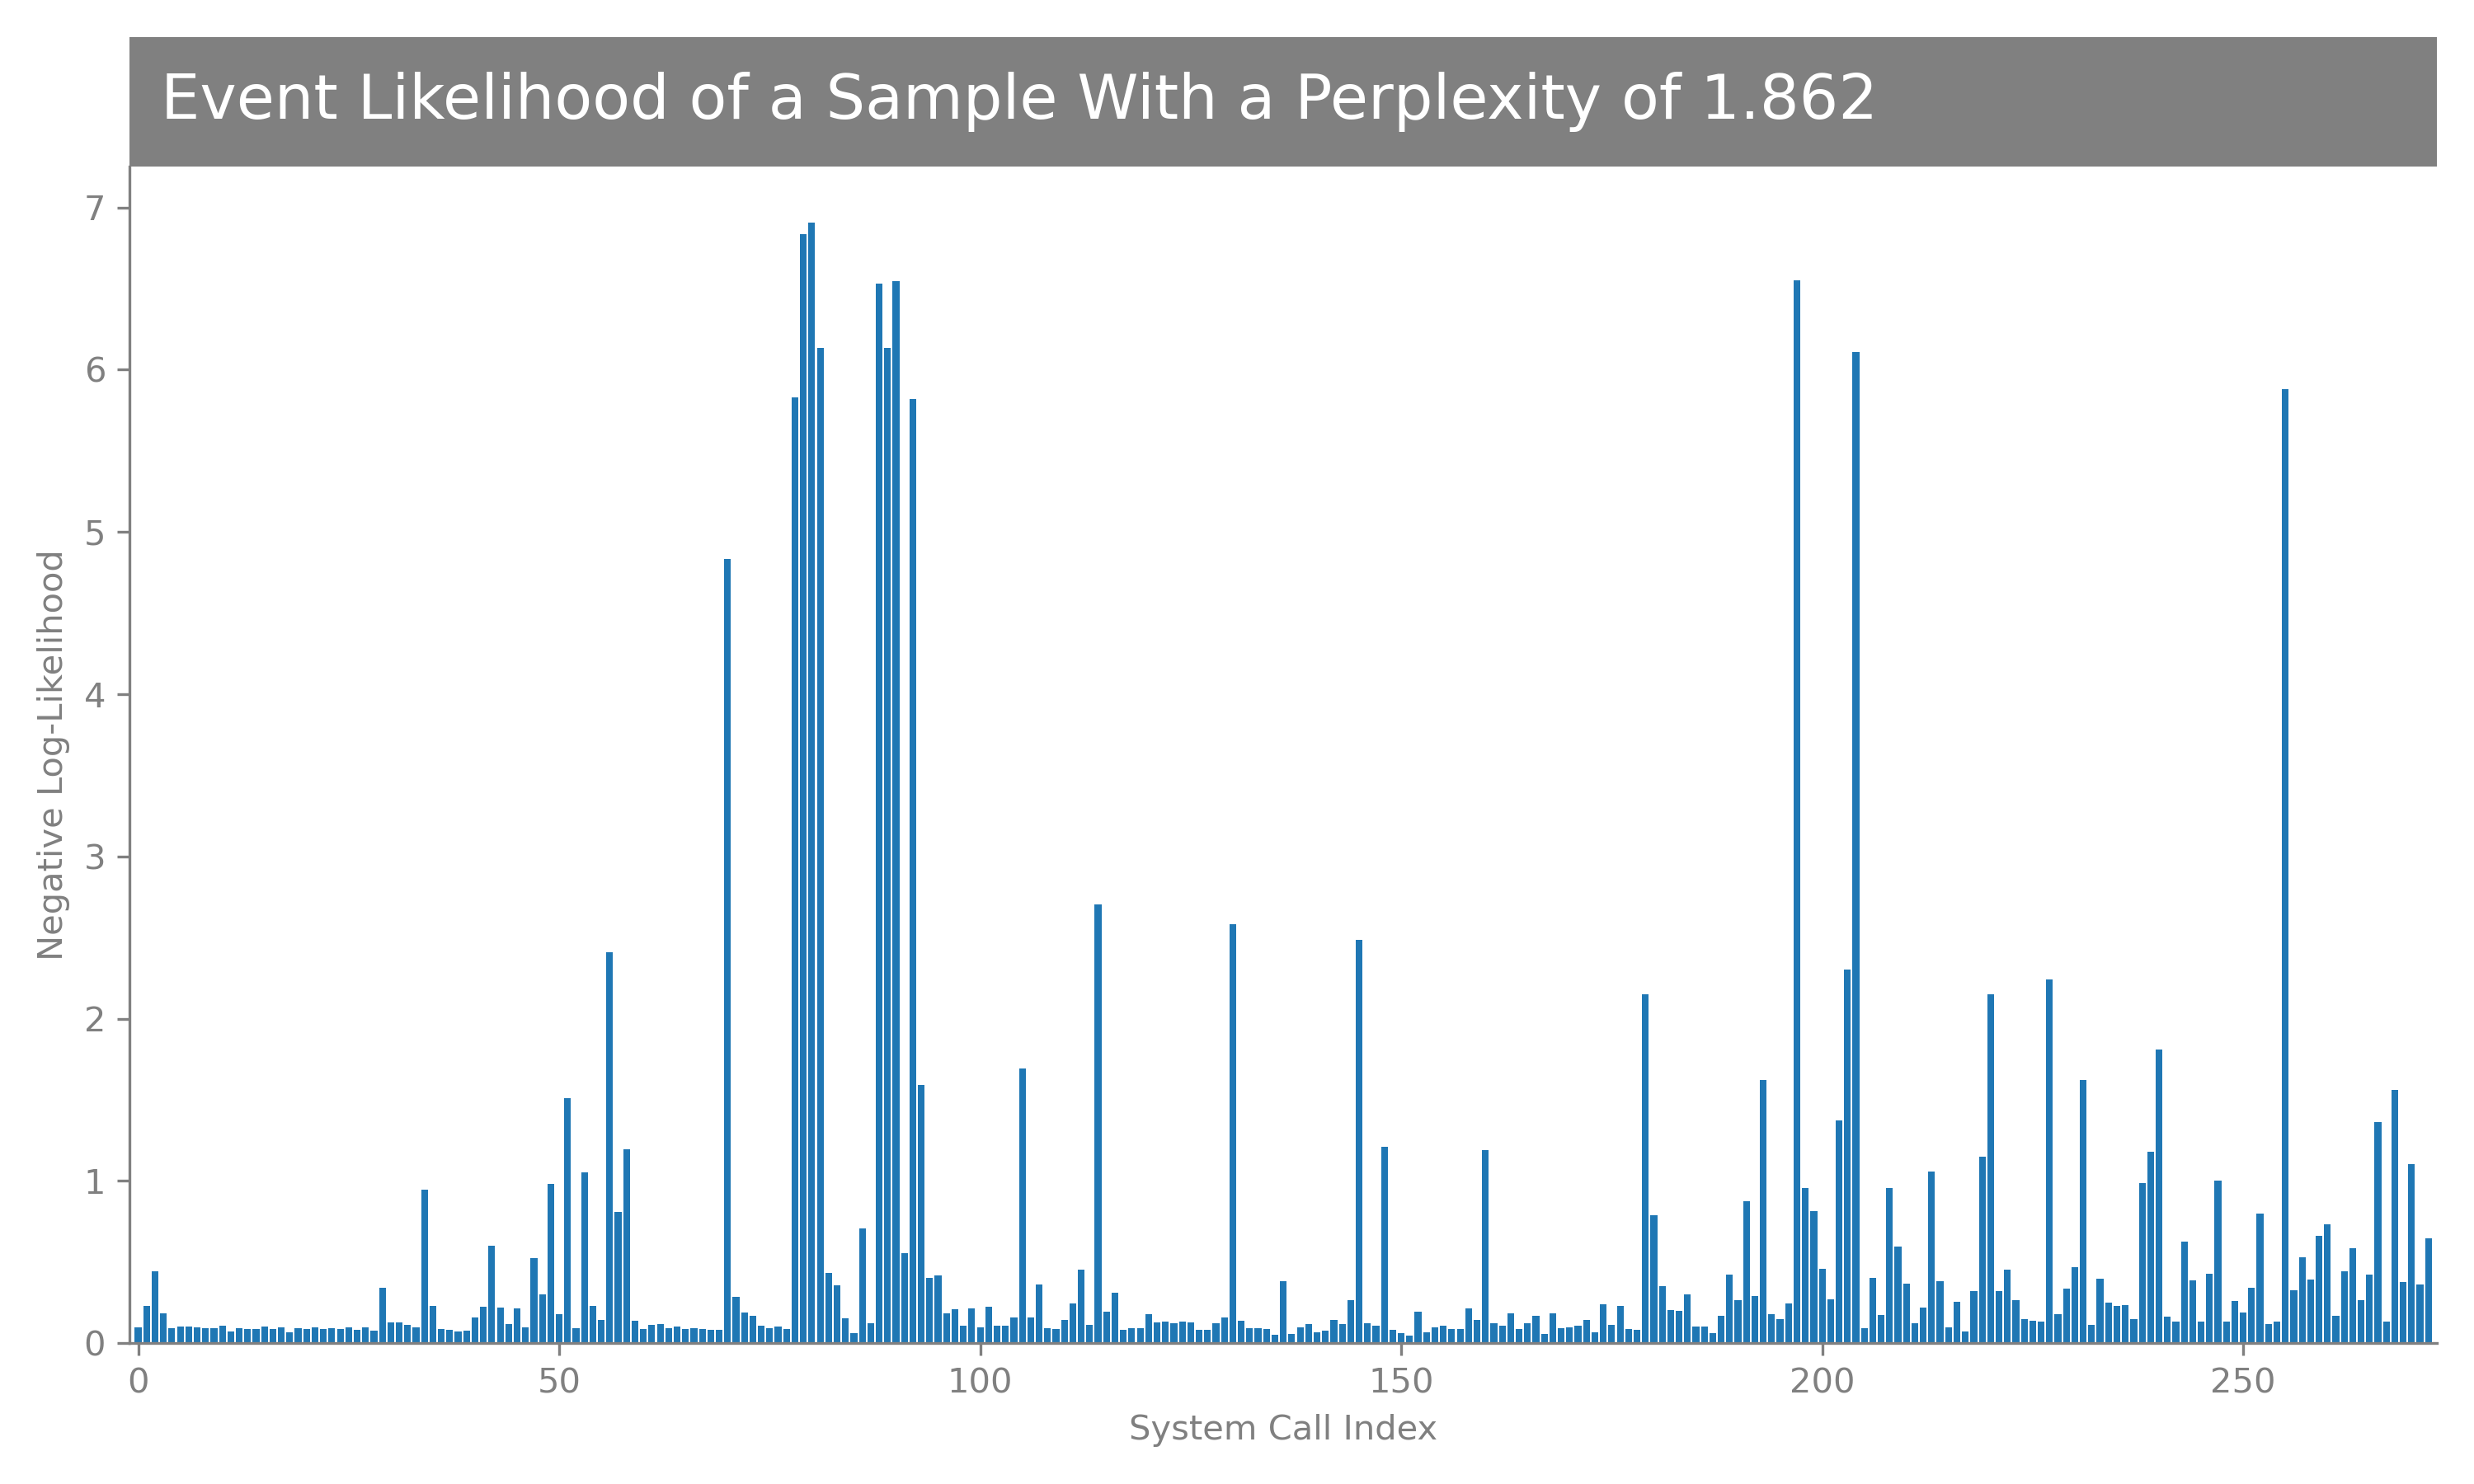 Event Likelihood of a Sample With a Perplexity of 1.862
7
6
5
4
3
2
1
0
Negative Log-Likelihood
0 50 100 150 200 250
System Call Index